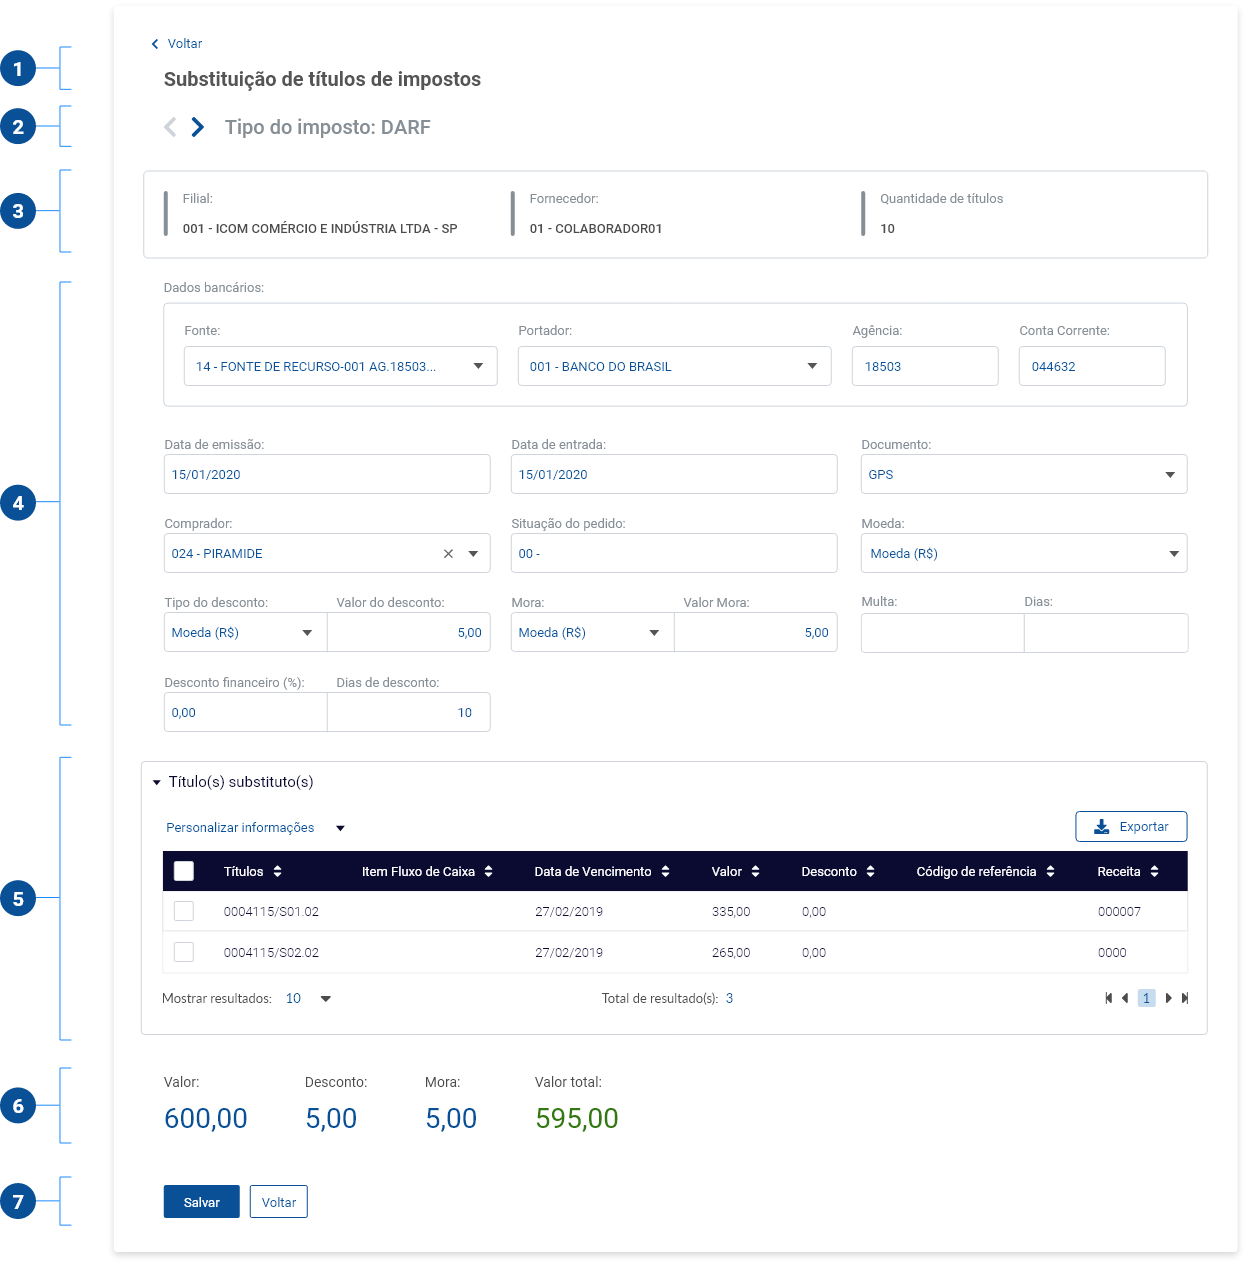 Voltar
1
Substituição de títulos de impostos
2
Tipo do imposto: DARF
3
Filial: Fornecedor: Quantidade de títulos
001 - ICOM COMÉRCIO E INDÚSTRIA LTDA - SP 01 - COLABORADOR01 10
Dados bancários:
Fonte: Portador: Agência: Conta Corrente:
14 - FONTE DE RECURSO-001 AG.18503... 001 - BANCO DO BRASIL 18503 044632
Data de emissão: Data de entrada: Documento:
15/01/2020 15/01/2020 GPS
4
Comprador: Situação do pedido: Moeda:
024 - PIRAMIDE 00 - Moeda (R$)
Tipo do desconto: Valor do desconto: Mora: Valor Mora: Multa: Dias:
Moeda (R$) 5,00 Moeda (R$) 5,00
Desconto financeiro (%): Dias de desconto:
0,00 10
Título(s) substituto(s)
Personalizar informações Exportar
Títulos Item Fluxo de Caixa Data de Vencimento Valor Desconto Código de referência Receita
5
0004115/S01.02 27/02/2019 335,00 0,00 000007
0004115/S02.02 27/02/2019 265,00 0,00 0000
Mostrar resultados: 10 Total de resultado(s): 3 1
Valor: Desconto: Mora: Valor total:
6
600,00 5,00 5,00 595,00
7
Salvar Voltar